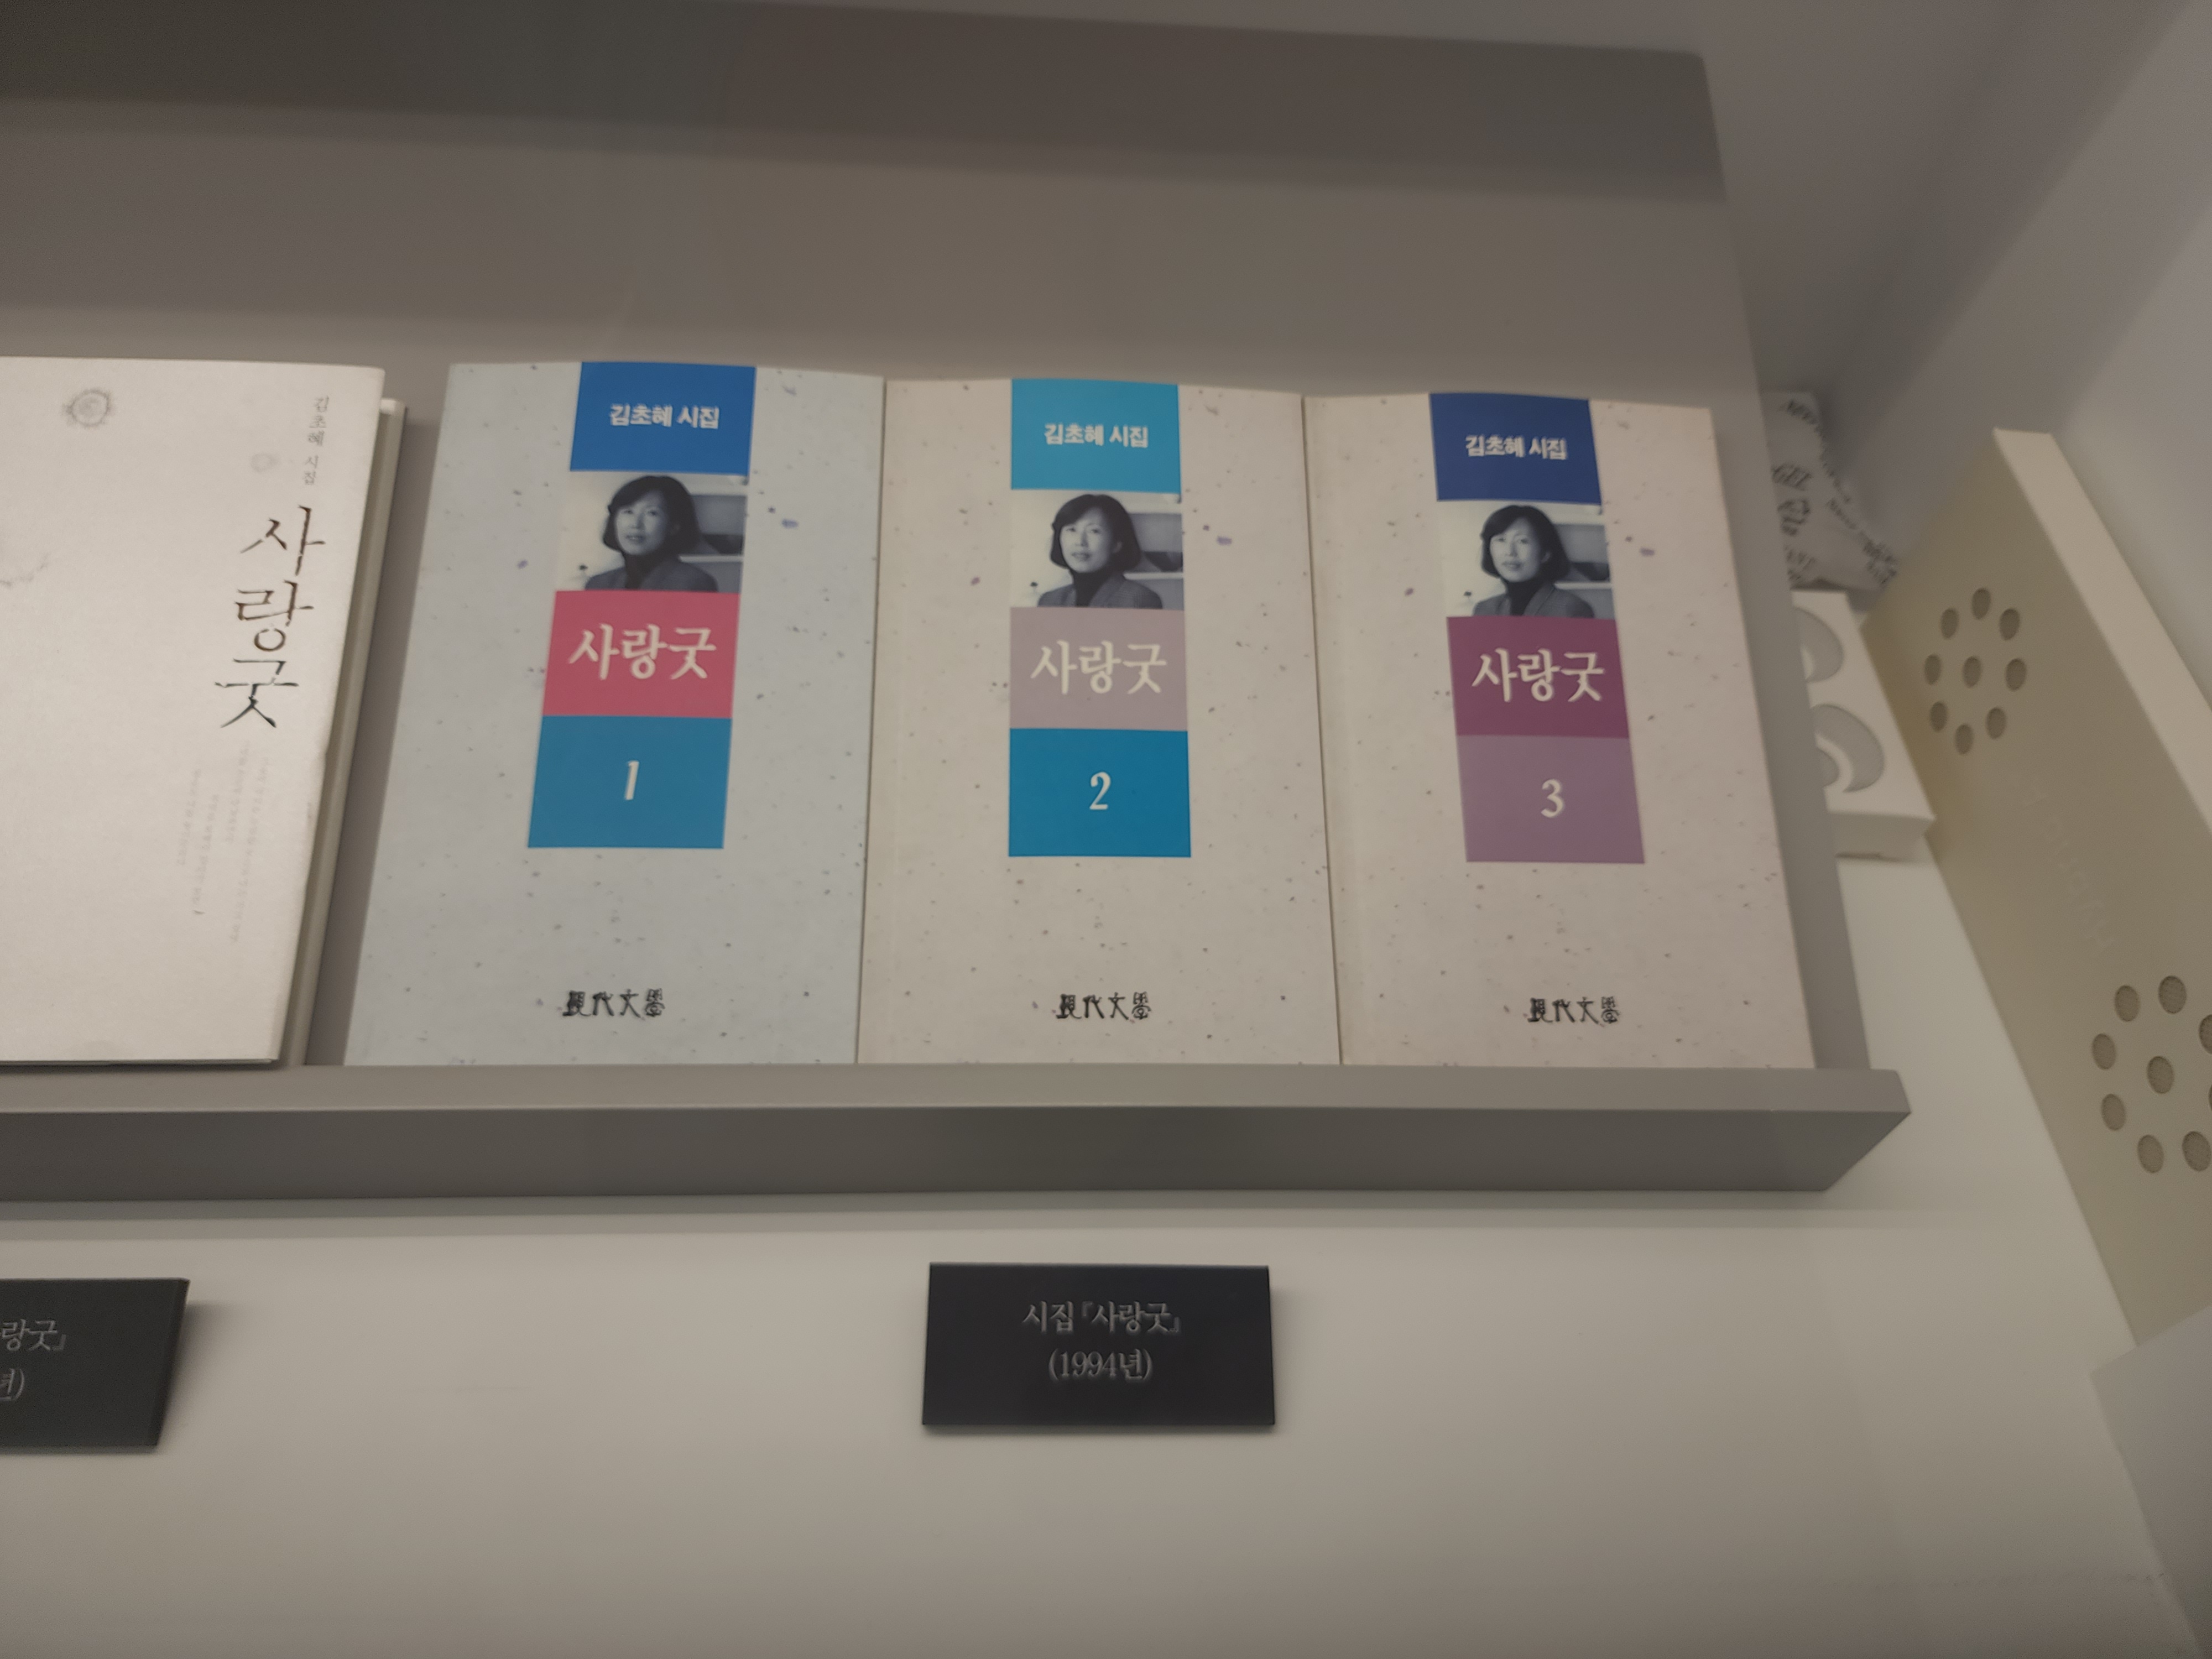 김초혜 시집
사랑굿
김초혜 시집
사랑굿
1
現代文學
김초혜 시집
사랑굿
2
現代文學
김초혜 시집
사랑굿
3
現代文學
랑굿』
년)
시집 『사랑굿』
(1994년)